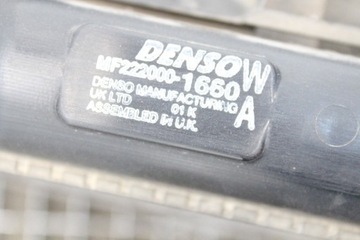 DENSO W
MF222000-1660 A
DENSO MANUFACTURING
UK LTD 01 K
ASSEMBLED IN U.K.